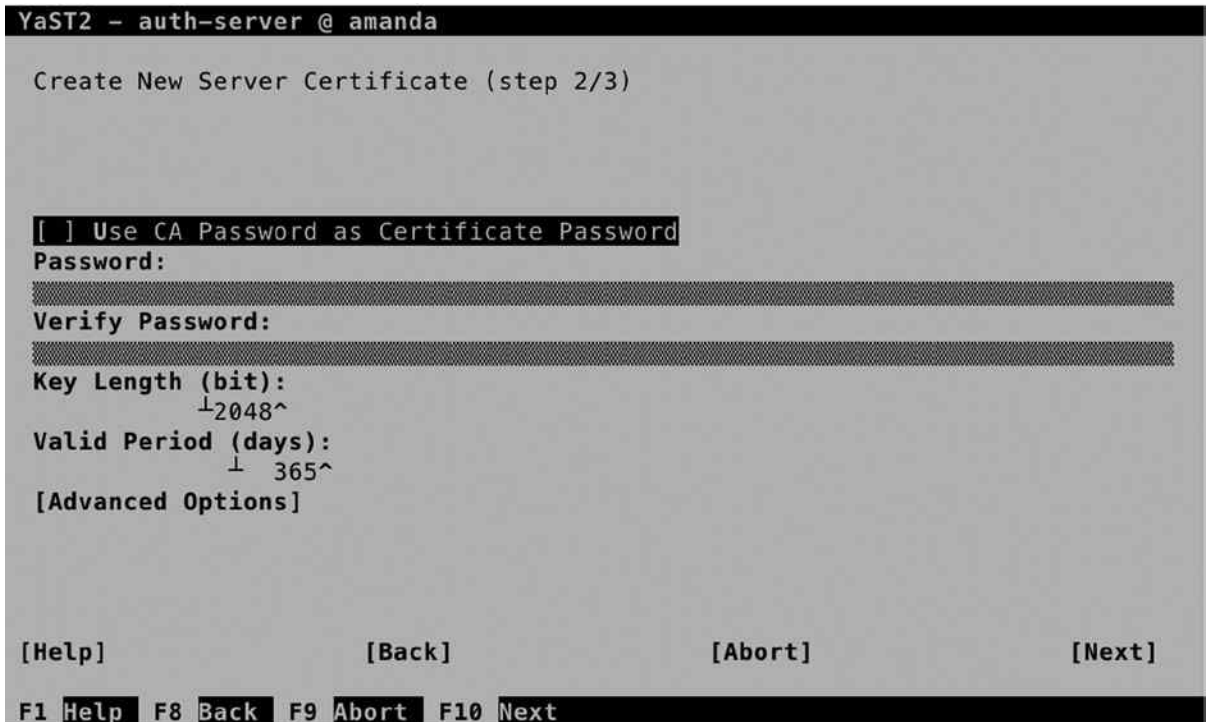 YaST2 – auth–server @ amanda
Create New Server Certificate (step 2/3)
[ ] Use CA Password as Certificate Password
Password:
Verify Password:
Key Length (bit):
┴2048^
Valid Period (days):
┴  365^
[Advanced Options]
[Help] [Back] [Abort] [Next]
F1 Help F8 Back F9 Abort F10 Next